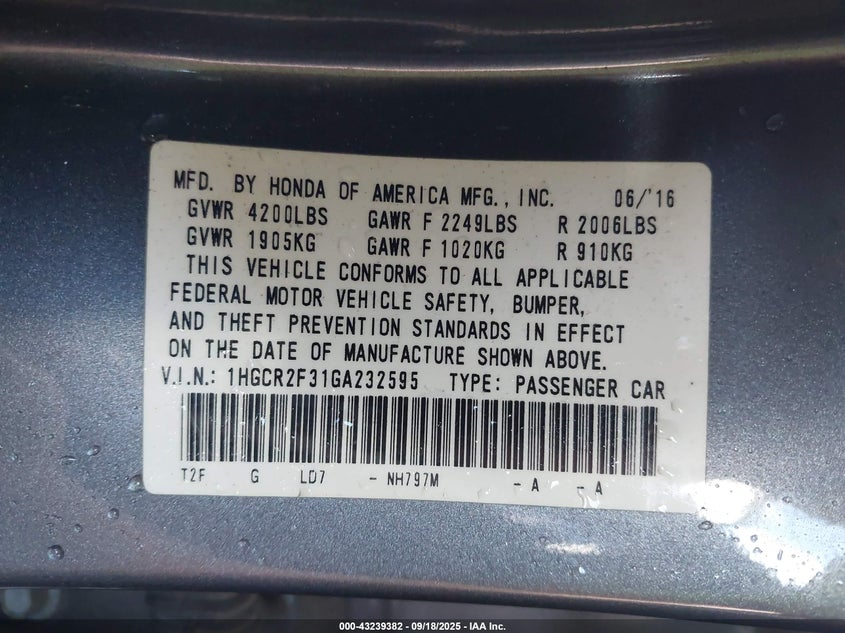 MFD. BY HONDA OF AMERICA MFG., INC. 06/'16
GVWR 4200LBS GAWR F 2249LBS R 2006LBS
GVWR 1905KG GAWR F 1020KG R 910KG
THIS VEHICLE CONFORMS TO ALL APPLICABLE
FEDERAL MOTOR VEHICLE SAFETY, BUMPER,
AND THEFT PREVENTION STANDARDS IN EFFECT
ON THE DATE OF MANUFACTURE SHOWN ABOVE.
V.I.N.: 1HGCR2F31GA232595 TYPE: PASSENGER CAR
T2F G LD7 - NH797M - A - A
000-43239382 - 09/18/2025 - IAA Inc.